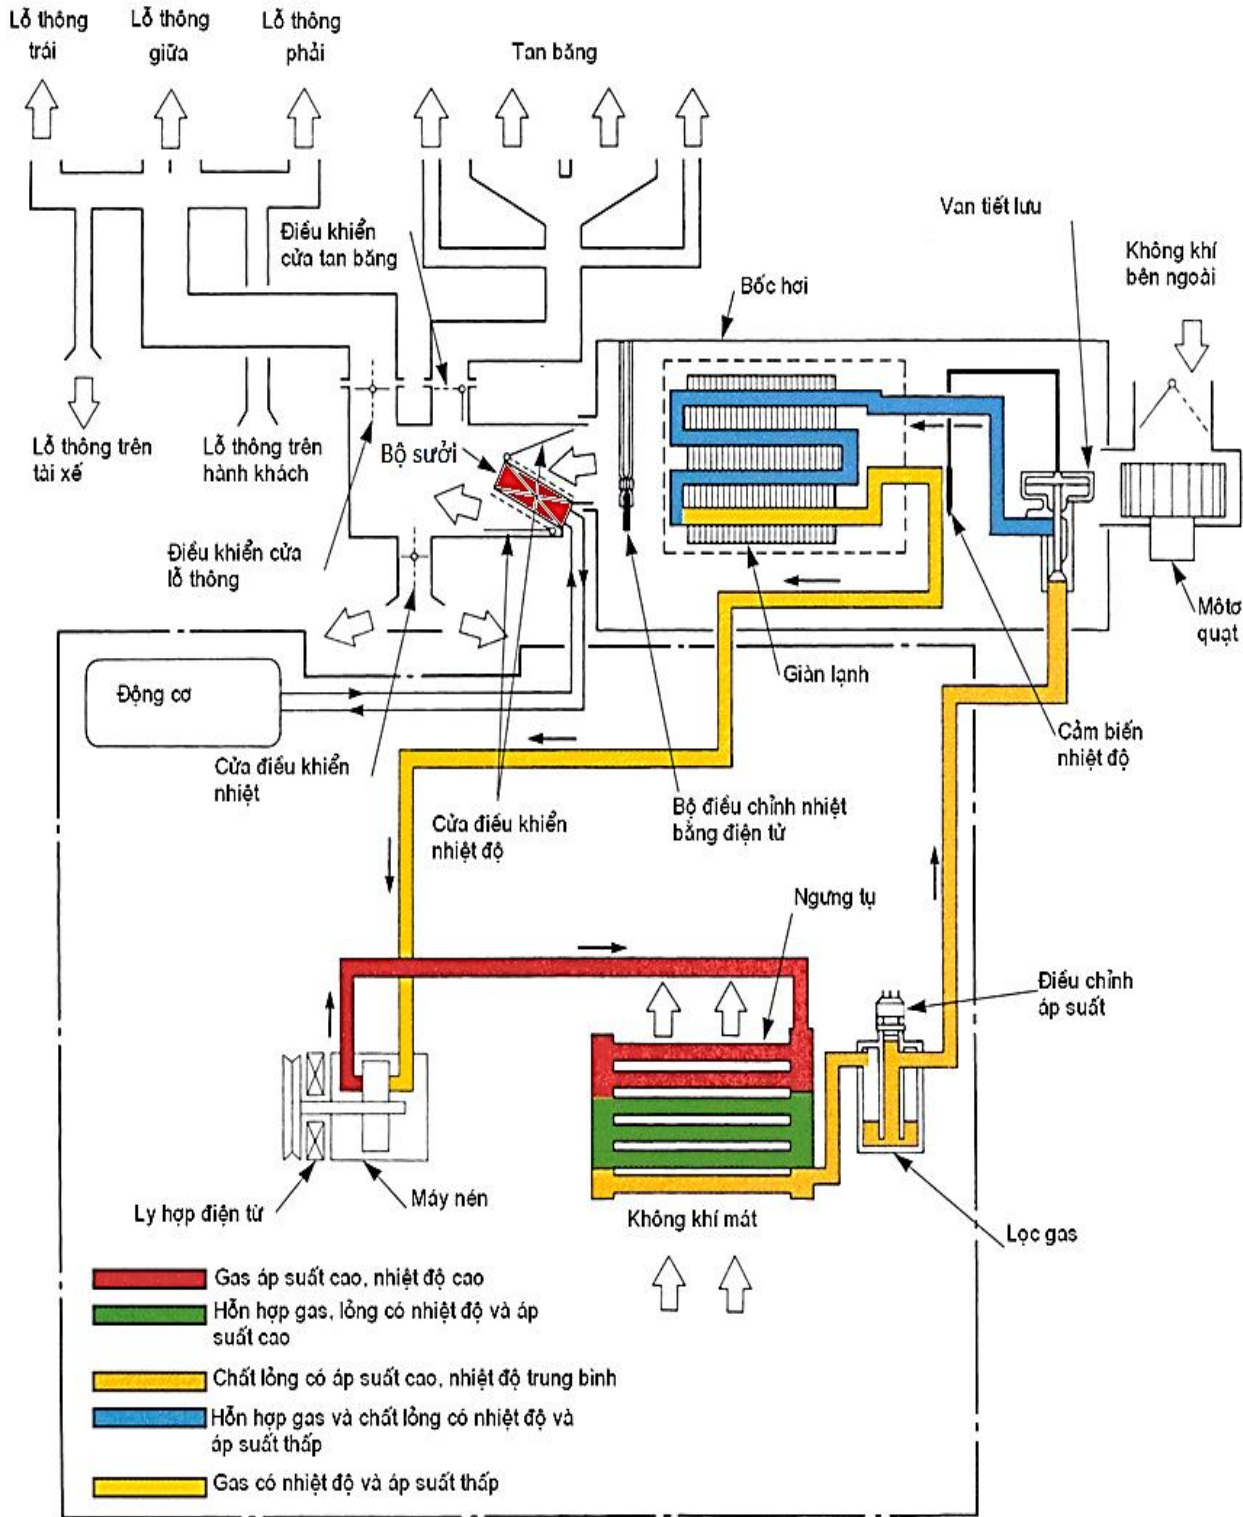 Lỗ thông
trái
Lỗ thông
giữa
Lỗ thông
phải
Tan băng
Điều khiển
cửa tan băng
Van tiết lưu
Không khí
bên ngoài
Bốc hơi
Lỗ thông trên
tài xế
Lỗ thông trên
hành khách
Bộ sưởi
Điều khiển cửa
lỗ thông
Môtơ
quạt
Giàn lạnh
Động cơ
Cảm biến
nhiệt độ
Cửa điều khiển
nhiệt
Cửa điều khiển
nhiệt độ
Bộ điều chỉnh nhiệt
bằng điện tử
Ngưng tụ
Điều chỉnh
áp suất
Ly hợp điện từ
Máy nén
Không khí mát
Lọc gas
Gas áp suất cao, nhiệt độ cao
Hỗn hợp gas, lỏng có nhiệt độ và áp
suất cao
Chất lỏng có áp suất cao, nhiệt độ trung bình
Hỗn hợp gas và chất lỏng có nhiệt độ và
áp suất thấp
Gas có nhiệt độ và áp suất thấp